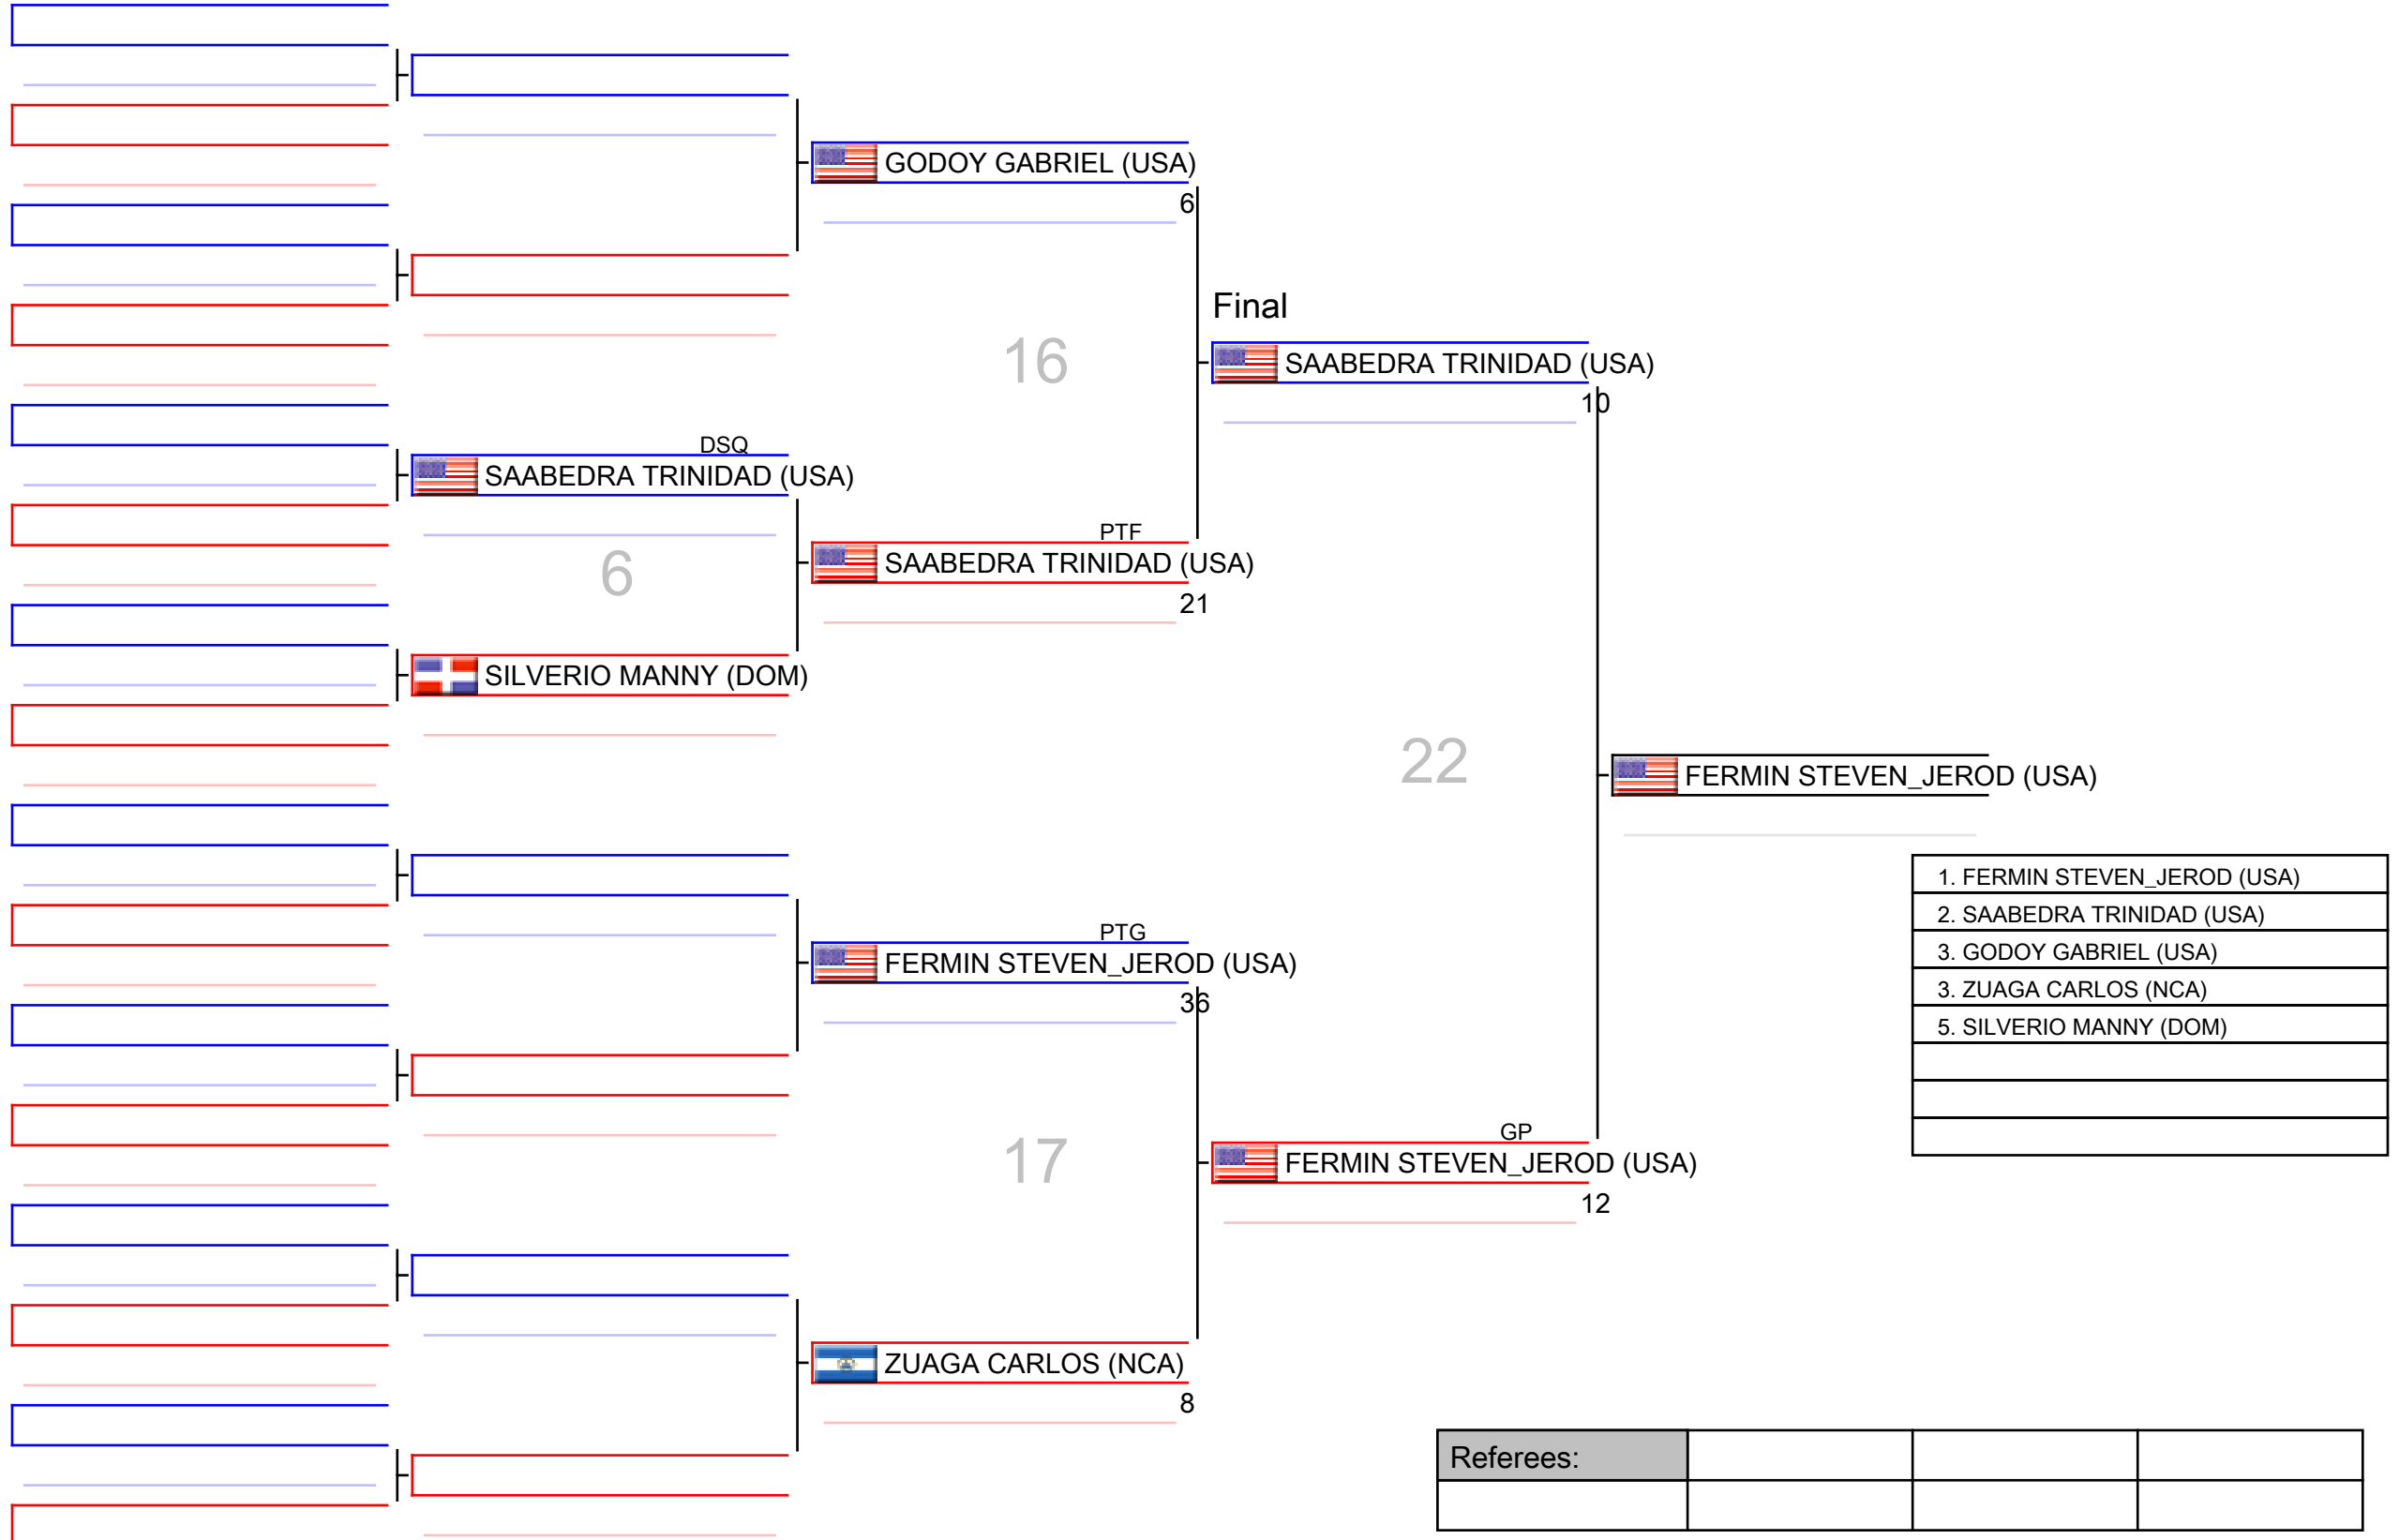 GODOY GABRIEL (USA)
6
16
Final
SAABEDRA TRINIDAD (USA)
10
DSQ
SAABEDRA TRINIDAD (USA)
6
PTF
SAABEDRA TRINIDAD (USA)
21
SILVERIO MANNY (DOM)
22
FERMIN STEVEN_JEROD (USA)
1. FERMIN STEVEN_JEROD (USA)
2. SAABEDRA TRINIDAD (USA)
3. GODOY GABRIEL (USA)
3. ZUAGA CARLOS (NCA)
5. SILVERIO MANNY (DOM)
PTG
FERMIN STEVEN_JEROD (USA)
36
17
GP
FERMIN STEVEN_JEROD (USA)
12
ZUAGA CARLOS (NCA)
8
Referees: